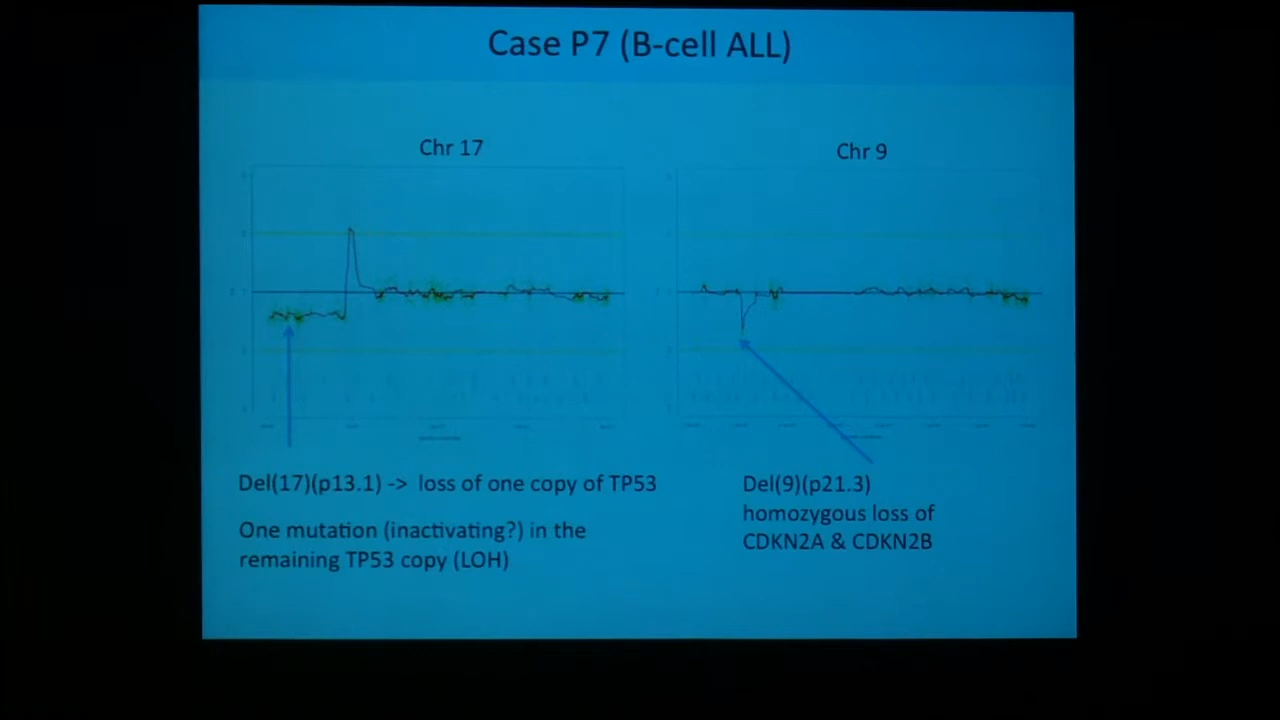 Case P7 (B-cell ALL)
Chr 17
Chr 9
Del(17)(p13.1) -> loss of one copy of TP53
One mutation (inactivating?) in the
remaining TP53 copy (LOH)
Del(9)(p21.3)
homozygous loss of
CDKN2A & CDKN2B